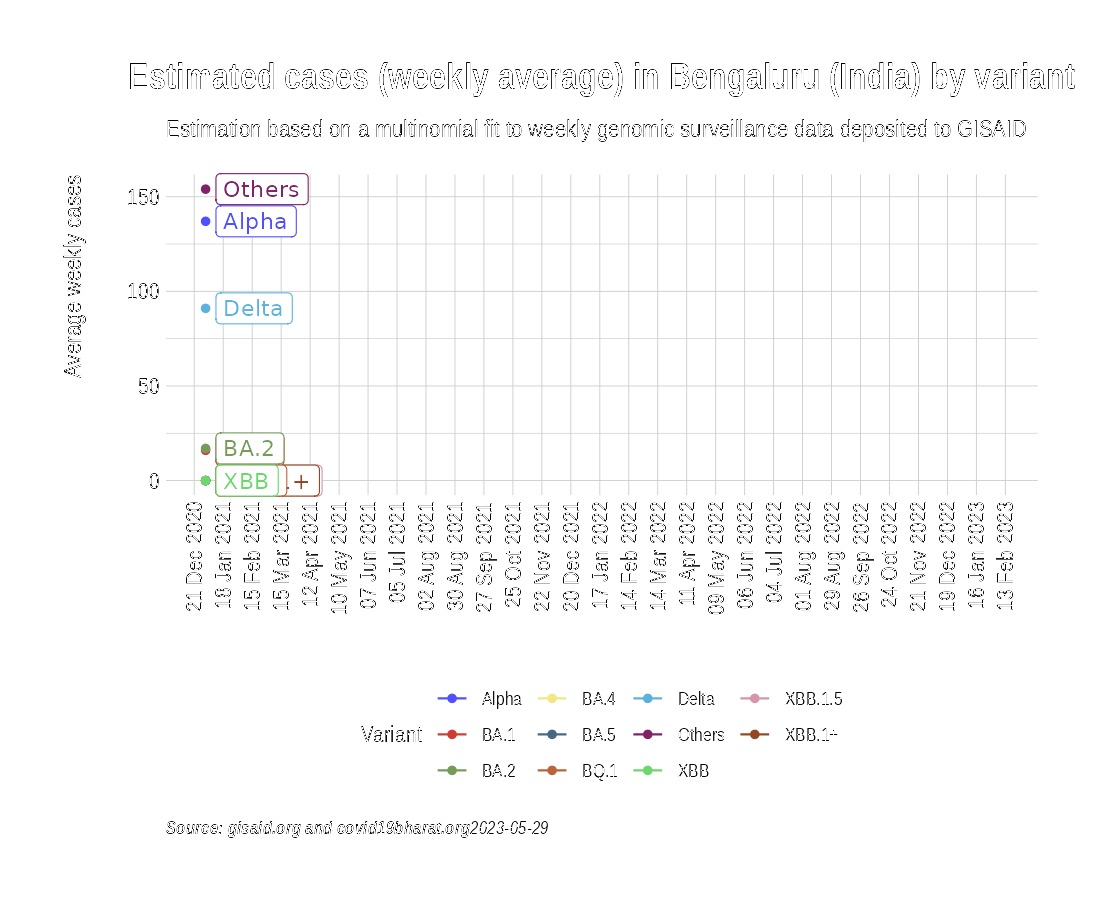 Estimated cases (weekly average) in Bengaluru (India) by variant
Estimation based on a multinomial fit to weekly genomic surveillance data deposited to GISAID
Average weekly cases
150
100
50
0
Others
Alpha
Delta
BA.2
XBB
.+
21 Dec 2020
18 Jan 2021
15 Feb 2021
15 Mar 2021
12 Apr 2021
10 May 2021
07 Jun 2021
05 Jul 2021
02 Aug 2021
30 Aug 2021
27 Sep 2021
25 Oct 2021
22 Nov 2021
20 Dec 2021
17 Jan 2022
14 Feb 2022
14 Mar 2022
11 Apr 2022
09 May 2022
06 Jun 2022
04 Jul 2022
01 Aug 2022
29 Aug 2022
26 Sep 2022
24 Oct 2022
21 Nov 2022
19 Dec 2022
16 Jan 2023
13 Feb 2023
Variant
Alpha BA.4 Delta XBB.1.5
BA.1 BA.5 Others XBB.1+
BA.2 BQ.1 XBB
Source: gisaid.org and covid19bharat.org2023-05-29